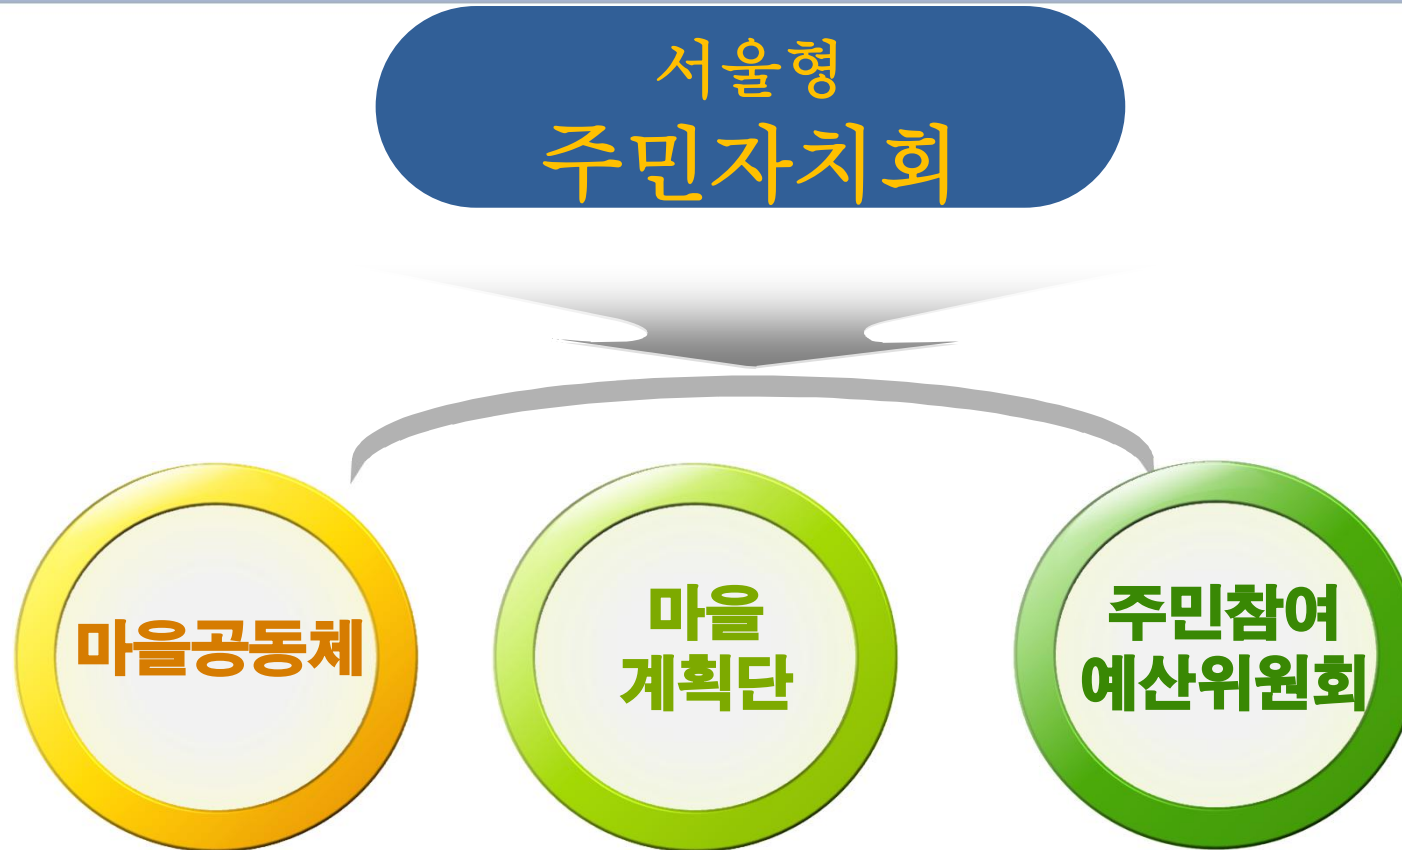 서울형
주민자치회
마을공동체
마을
계획단
주민참여
예산위원회